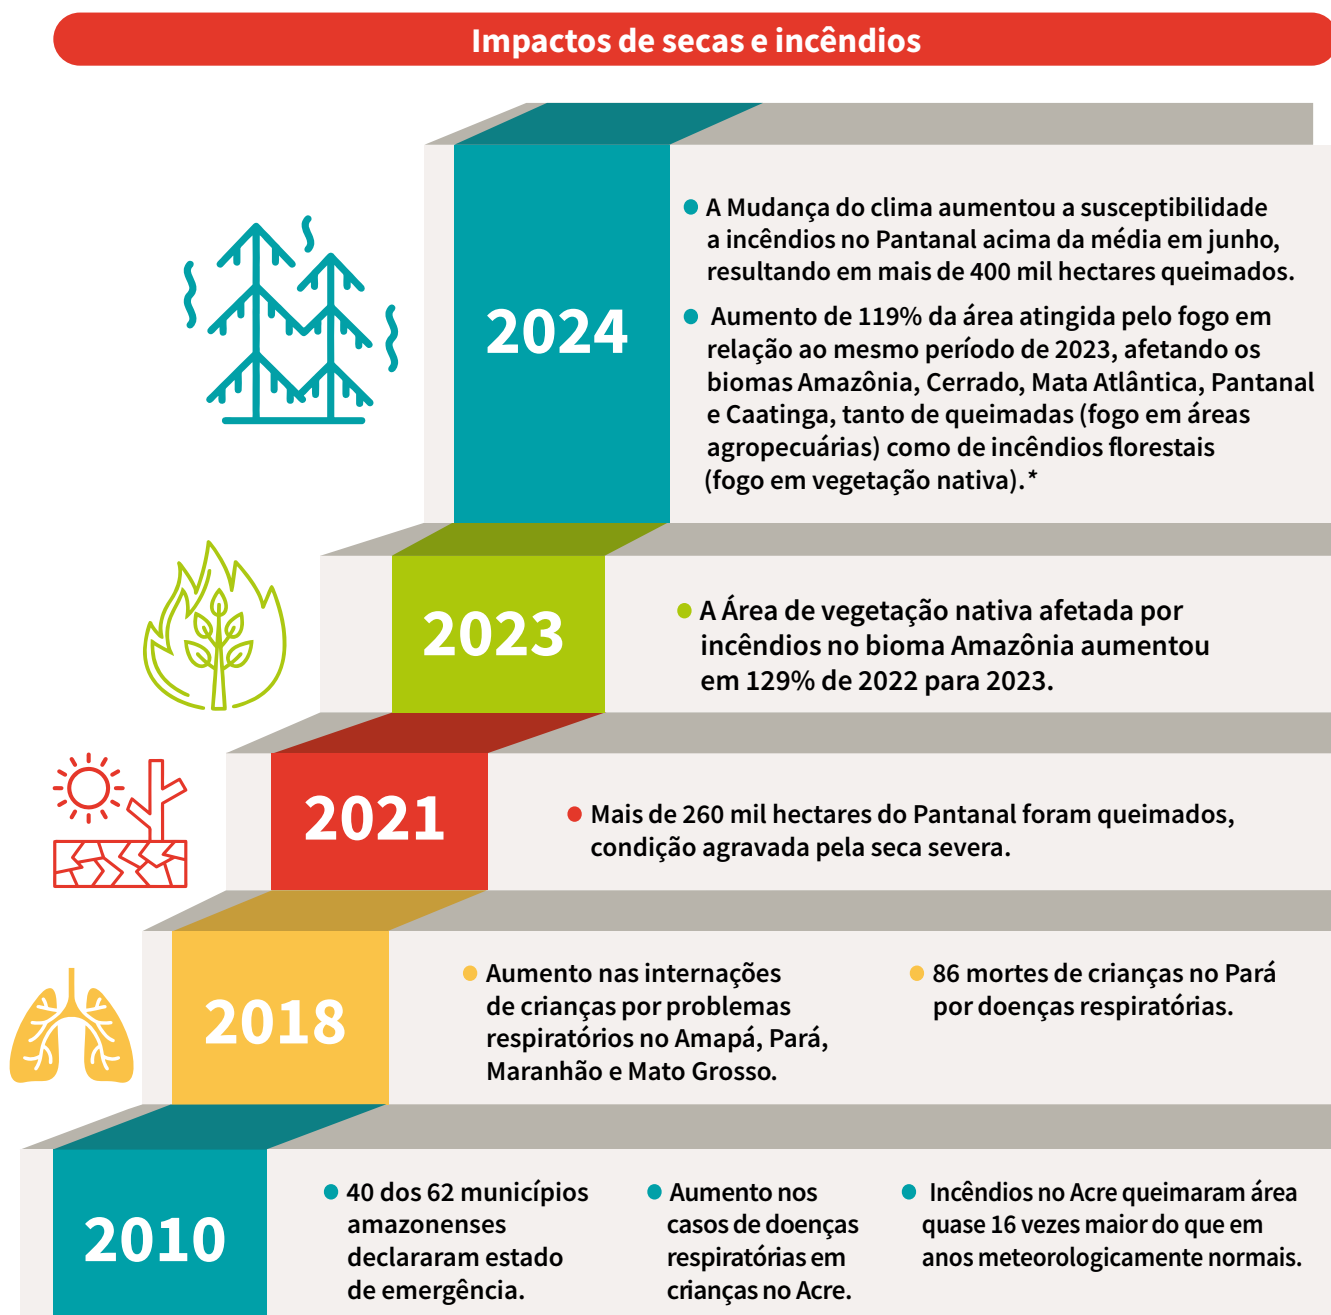 Impactos de secas e incêndios
2024
A Mudança do clima aumentou a susceptibilidade
a incêndios no Pantanal acima da média em junho,
resultando em mais de 400 mil hectares queimados.
Aumento de 119% da área atingida pelo fogo em
relação ao mesmo período de 2023, afetando os
biomas Amazônia, Cerrado, Mata Atlântica, Pantanal
e Caatinga, tanto de queimadas (fogo em áreas
agropecuárias) como de incêndios florestais
(fogo em vegetação nativa).*
2023
A Área de vegetação nativa afetada por
incêndios no bioma Amazônia aumentou
em 129% de 2022 para 2023.
2021
Mais de 260 mil hectares do Pantanal foram queimados,
condição agravada pela seca severa.
2018
Aumento nas internações
de crianças por problemas
respiratórios no Amapá, Pará,
Maranhão e Mato Grosso.
86 mortes de crianças no Pará
por doenças respiratórias.
2010
40 dos 62 municípios
amazonenses
declararam estado
de emergência.
Aumento nos
casos de doenças
respiratórias em
crianças no Acre.
Incêndios no Acre queimaram área
quase 16 vezes maior do que em
anos meteorologicamente normais.